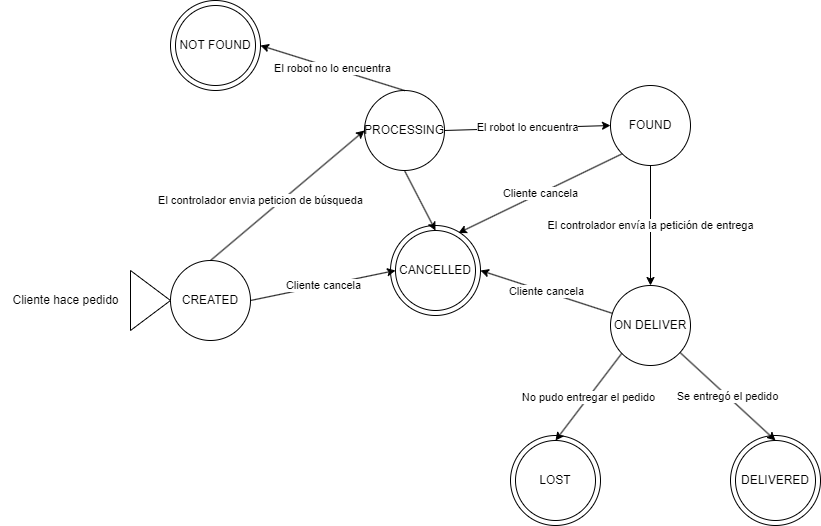 NOT FOUND
El robot no lo encuentra
PROCESSING
El robot lo encuentra
FOUND
Cliente cancela
El controlador envia peticion de búsqueda
El controlador envía la petición de entrega
CANCELLED
Cliente hace pedido
CREATED
Cliente cancela
Cliente cancela
ON DELIVER
No pudo entregar el pedido
Se entregó el pedido
LOST
DELIVERED